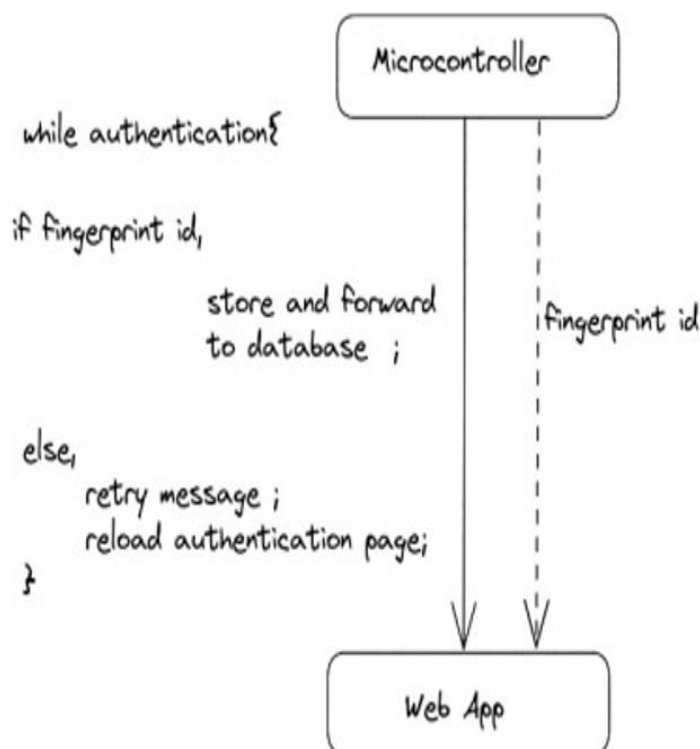 Microcontroller
while authentication{
if fingerprint id,
store and forward
to database ;
fingerprint id
else,
retry message ;
reload authentication page;
}
Web App